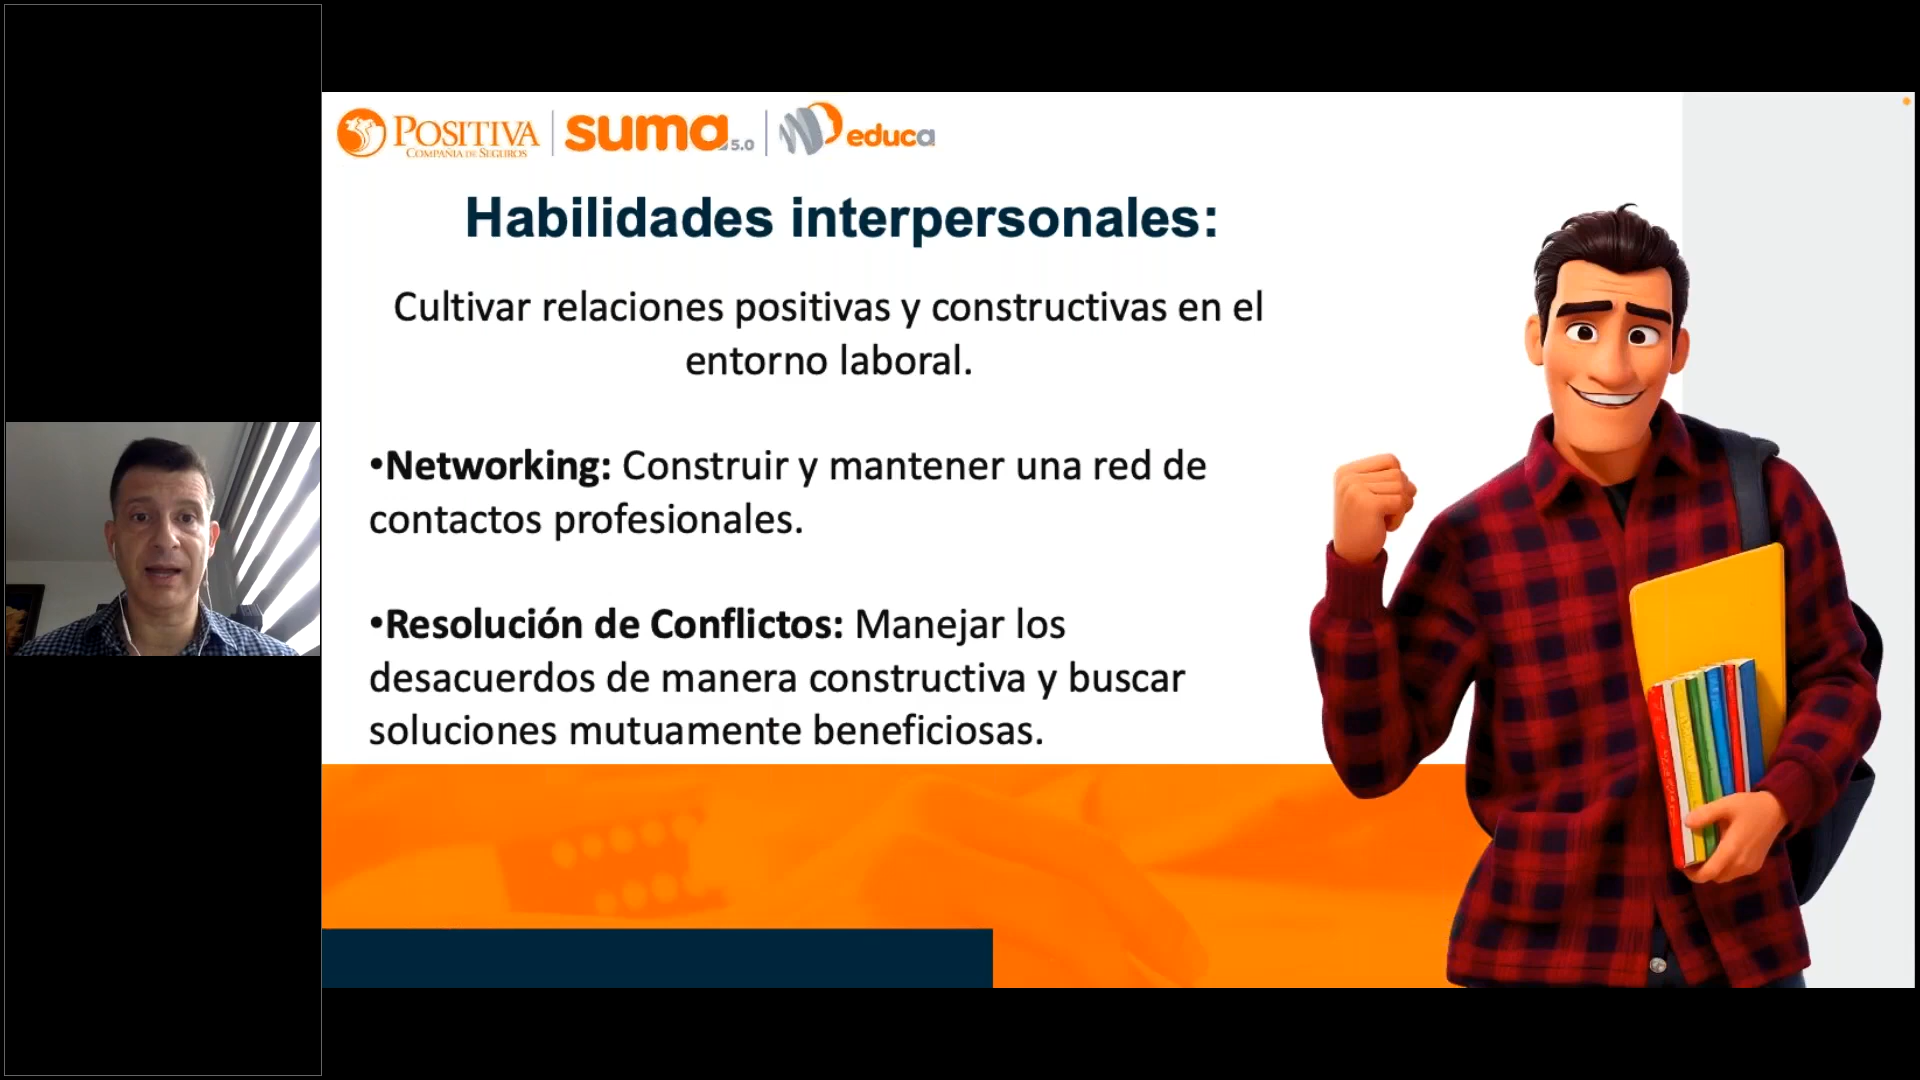 POSITIVA
COMPAÑIA DE SEGUROS
suma 5.0
educa
Habilidades interpersonales:
Cultivar relaciones positivas y constructivas en el
entorno laboral.
•Networking: Construir y mantener una red de
contactos profesionales.
•Resolución de Conflictos: Manejar los
desacuerdos de manera constructiva y buscar
soluciones mutuamente beneficiosas.